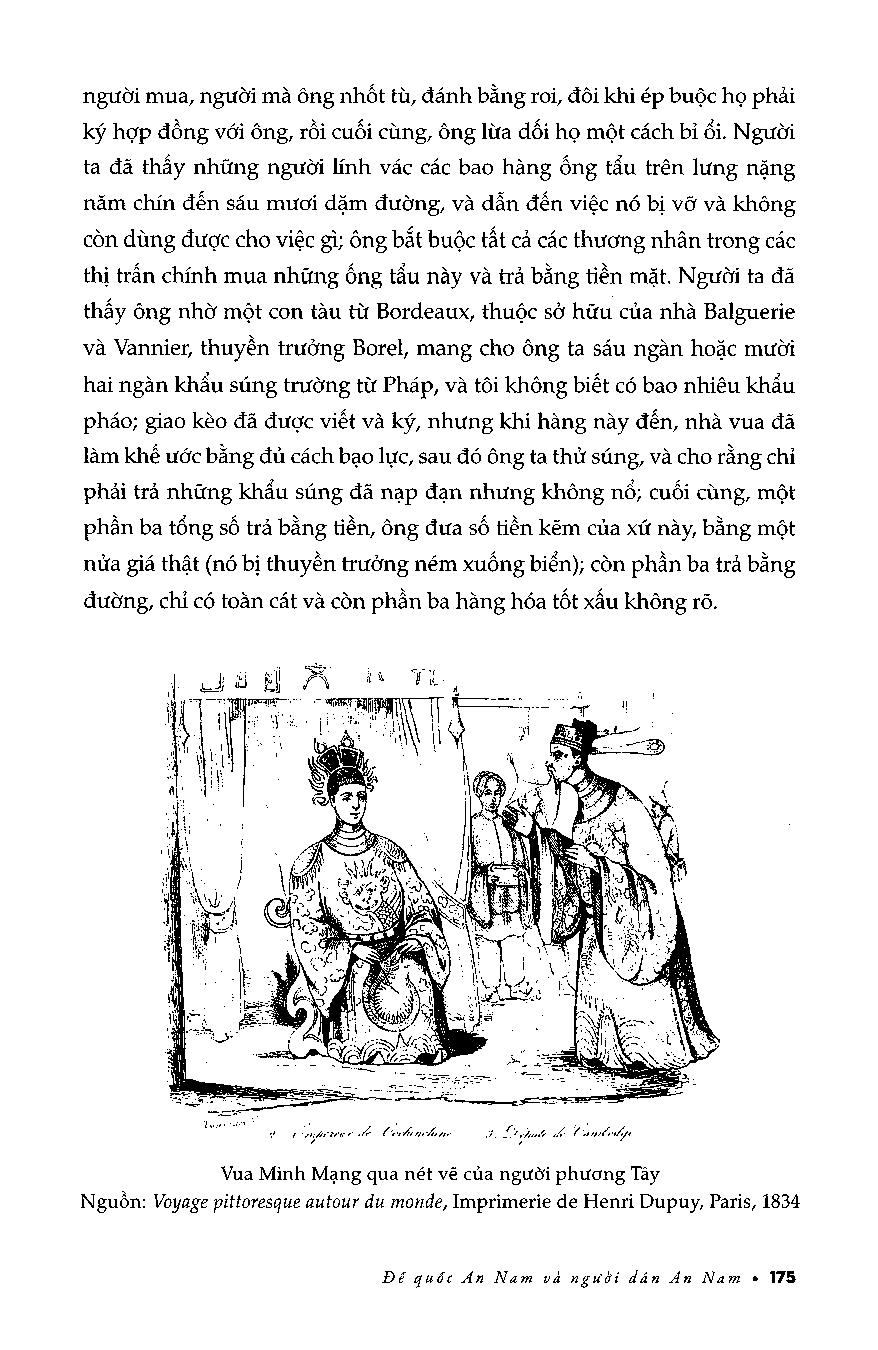 người mua, người mà ông nhốt tù, đánh bằng roi, đôi khi ép buộc họ phải
ký hợp đồng với ông, rồi cuối cùng, ông lừa dối họ một cách bỉ ổi. Người
ta đã thấy những người lính vác các bao hàng ống tẩu trên lưng nặng
năm chín đến sáu mươi dặm đường, và dẫn đến việc nó bị vỡ và không
còn dùng được cho việc gì; ông bắt buộc tất cả các thương nhân trong các
thị trấn chính mua những ống tẩu này và trả bằng tiền mặt. Người ta đã
thấy ông nhờ một con tàu từ Bordeaux, thuộc sở hữu của nhà Balguerie
và Vannier, thuyền trưởng Borel, mang cho ông ta sáu ngàn hoặc mười
hai ngàn khẩu súng trường từ Pháp, và tôi không biết có bao nhiêu khẩu
pháo; giao kèo đã được viết và ký, nhưng khi hàng này đến, nhà vua đã
làm khế ước bằng đủ cách bạo lực, sau đó ông ta thử súng, và cho rằng chỉ
phải trả những khẩu súng đã nạp đạn nhưng không nổ; cuối cùng, một
phần ba tổng số trả bằng tiền, ông đưa số tiền kẽm của xứ này, bằng một
nửa giá thật (nó bị thuyền trưởng ném xuống biển); còn phần ba trả bằng
đường, chỉ có toàn cát và còn phần ba hàng hóa tốt xấu không rõ.
2. Empereur de Cochinchine 3. Député de Cambodje
Vua Minh Mạng qua nét vẽ của người phương Tây
Nguồn: Voyage pittoresque autour du monde, Imprimerie de Henri Dupuy, Paris, 1834
Đế quốc An Nam và người dân An Nam • 175